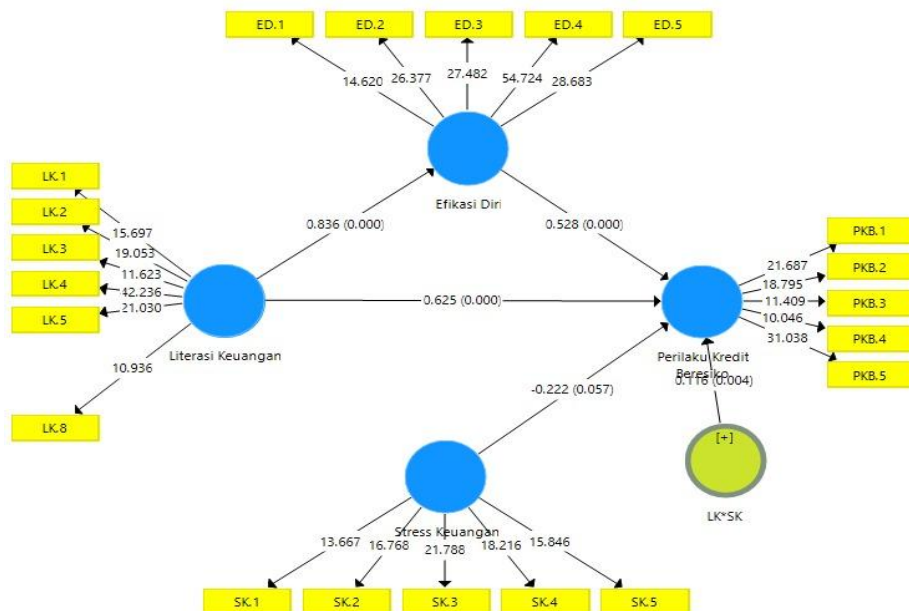 ED.1
ED.2
ED.3
ED.4
ED.5
14.620
26.377
27.482
54.724
28.683
Efikasi Diri
LK.1
LK.2
LK.3
LK.4
LK.5
LK.8
15.697
19.053
11.623
42.236
21.030
10.936
Literasi Keuangan
0.836 (0.000)
0.528 (0.000)
0.625 (0.000)
-0.222 (0.057)
0.116 (0.004)
PKB.1
PKB.2
PKB.3
PKB.4
PKB.5
21.687
18.795
11.409
10.046
31.038
Perilaku Kredit
Beresiko
[+]
LK*SK
Stress Keuangan
13.667
16.768
21.788
18.216
15.846
SK.1
SK.2
SK.3
SK.4
SK.5